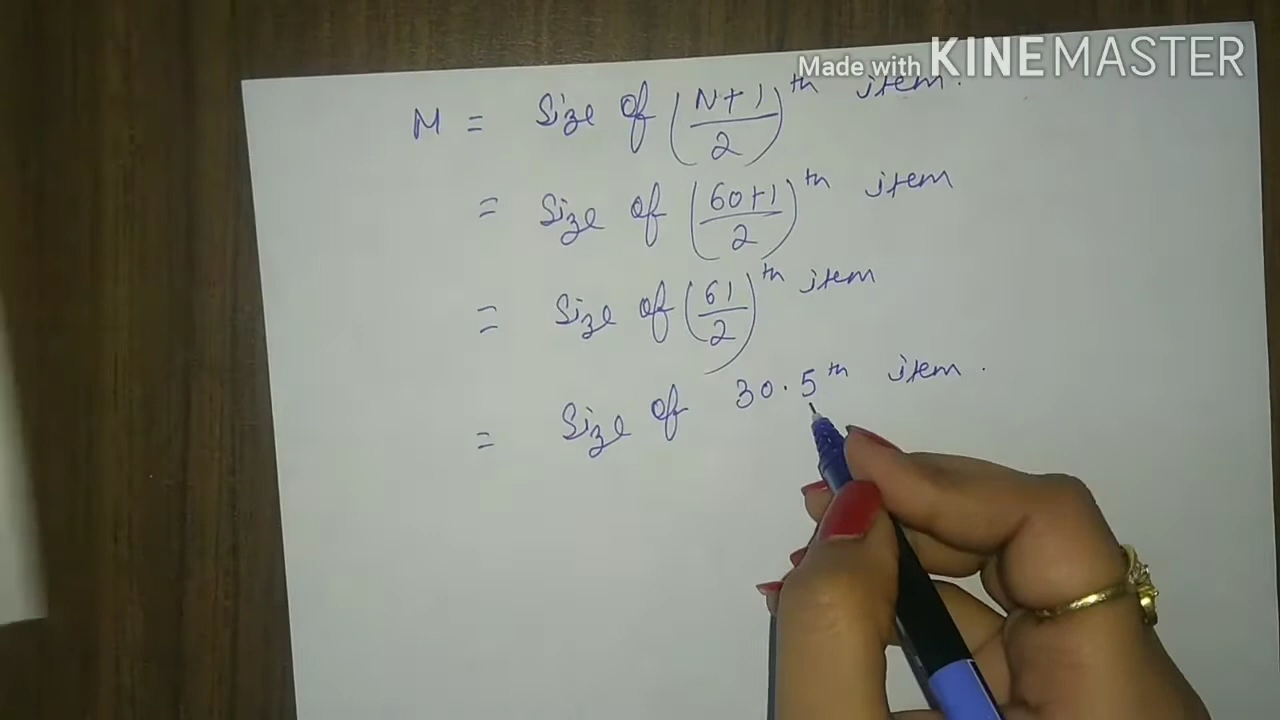 Made with KINEMASTER
M = Size of (N+1/2)th item.
= Size of (60+1/2)th item
= Size of (61/2)th item
= Size of 30.5th item.